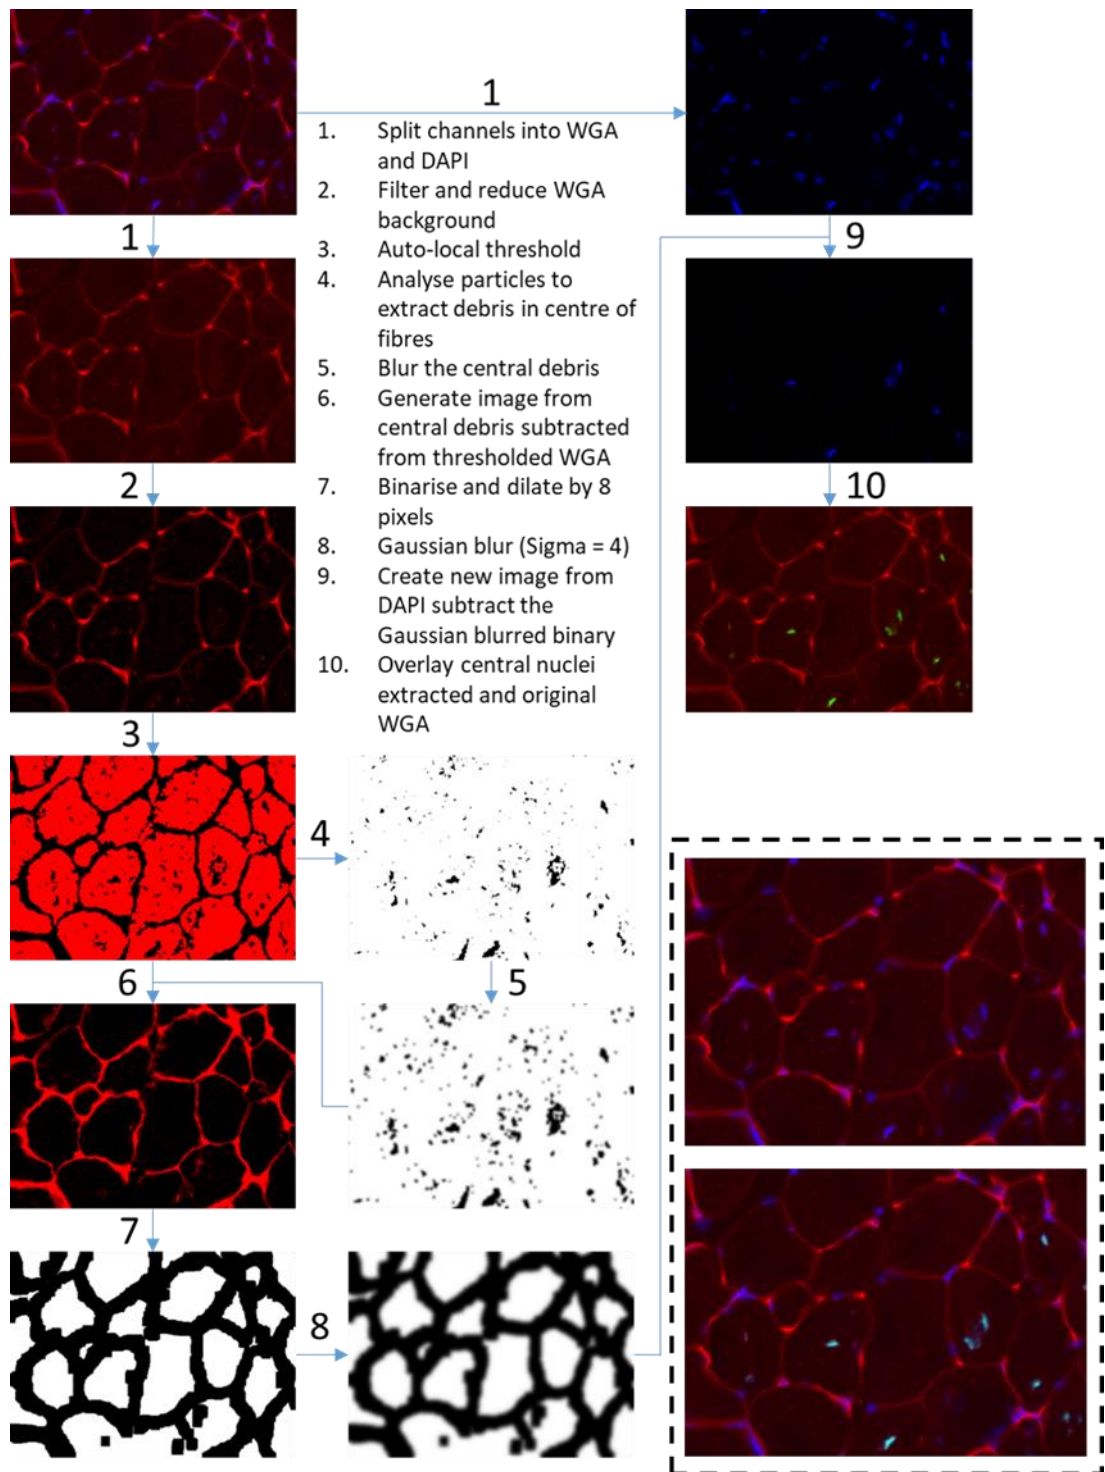 1
1. Split channels into WGA
and DAPI
2. Filter and reduce WGA
background
3. Auto-local threshold
4. Analyse particles to
extract debris in centre of
fibres
5. Blur the central debris
6. Generate image from
central debris subtracted
from thresholded WGA
7. Binarise and dilate by 8
pixels
8. Gaussian blur (Sigma = 4)
9. Create new image from
DAPI subtract the
Gaussian blurred binary
10. Overlay central nuclei
extracted and original
WGA
1
9
2
10
3
4
6
5
7
8